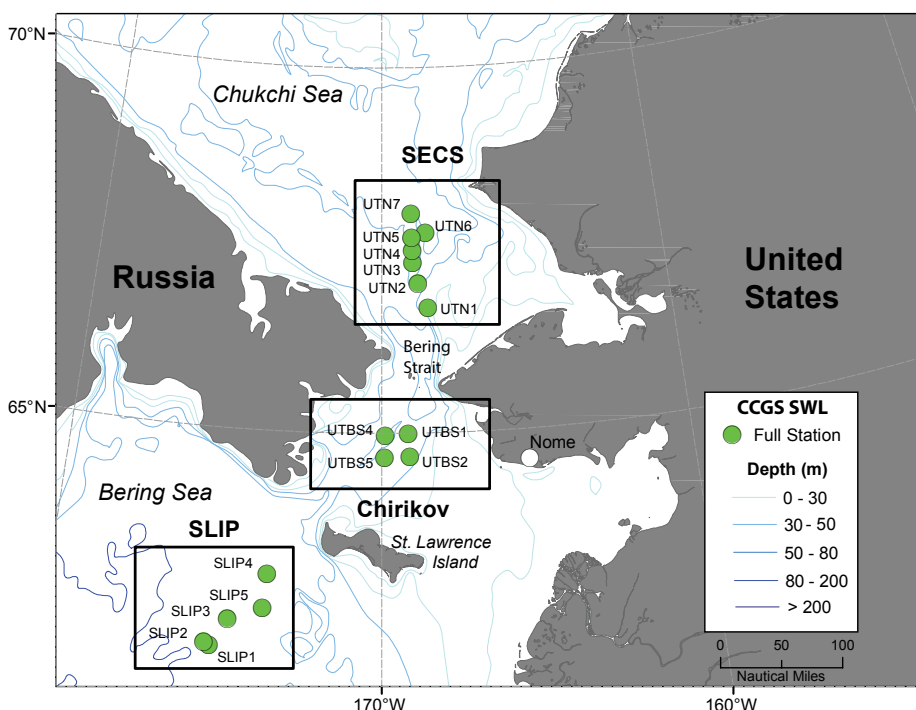 70°N
Chukchi Sea
SECS
UTN7
UTN6
UTN5
UTN4
UTN3
UTN2
UTN1
Russia
United
States
Bering
Strait
65°N
UTBS4
UTBS1
UTBS5
UTBS2
Nome
Chirikov
Bering Sea
SLIP
St. Lawrence
Island
SLIP4
SLIP5
SLIP3
SLIP2
SLIP1
CCGS SWL
Full Station
Depth (m)
0 - 30
30 - 50
50 - 80
80 - 200
> 200
0 50 100
Nautical Miles
170°W
160°W